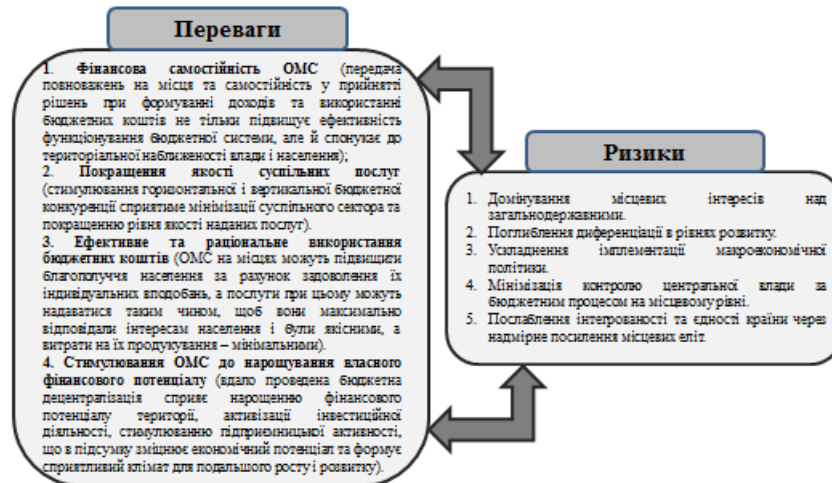 Переваги
1. Фінансова самостійність ОМС (передача
повноважень на місця та самостійність у прийнятті
рішень при формуванні доходів та використанні
бюджетних коштів не тільки підвищує ефективність
функціонування бюджетної системи, але й спонукає до
територіальної наближеності влади і населення);
2. Покращення якості суспільних послуг
(стимулювання горизонтальної і вертикальної бюджетної
конкуренції сприятиме мінімізації суспільного сектора та
покращенню рівня якості наданих послуг).
3. Ефективне та раціональне використання
бюджетних коштів (ОМС на місцях можуть підвищити
благополуччя населення за рахунок задоволення їх
індивідуальних вподобань, а послуги при цьому можуть
надаватися таким чином, щоб вони максимально
відповідали інтересам населення і були якісними, а
витрати на їх продукування – мінімальними).
4. Стимулювання ОМС до нарощування власного
фінансового потенціалу (вдало проведена бюджетна
децентралізація сприяє нарощенню фінансового
потенціалу території, активізації інвестиційної
діяльності, стимулюванню підприємницької активності,
що в підсумку зміцнює економічний потенціал та формує
сприятливий клімат для подальшого росту і розвитку).
Ризики
1. Домінування місцевих інтересів над
загальнодержавними.
2. Поглиблення диференціації в рівнях розвитку.
3. Ускладнення імплементації макроекономічної
політики.
4. Мінімізація контролю центральної влади за
бюджетним процесом на місцевому рівні.
5. Послаблення інтегрованості та єдності країни через
надмірне посилення місцевих еліт.